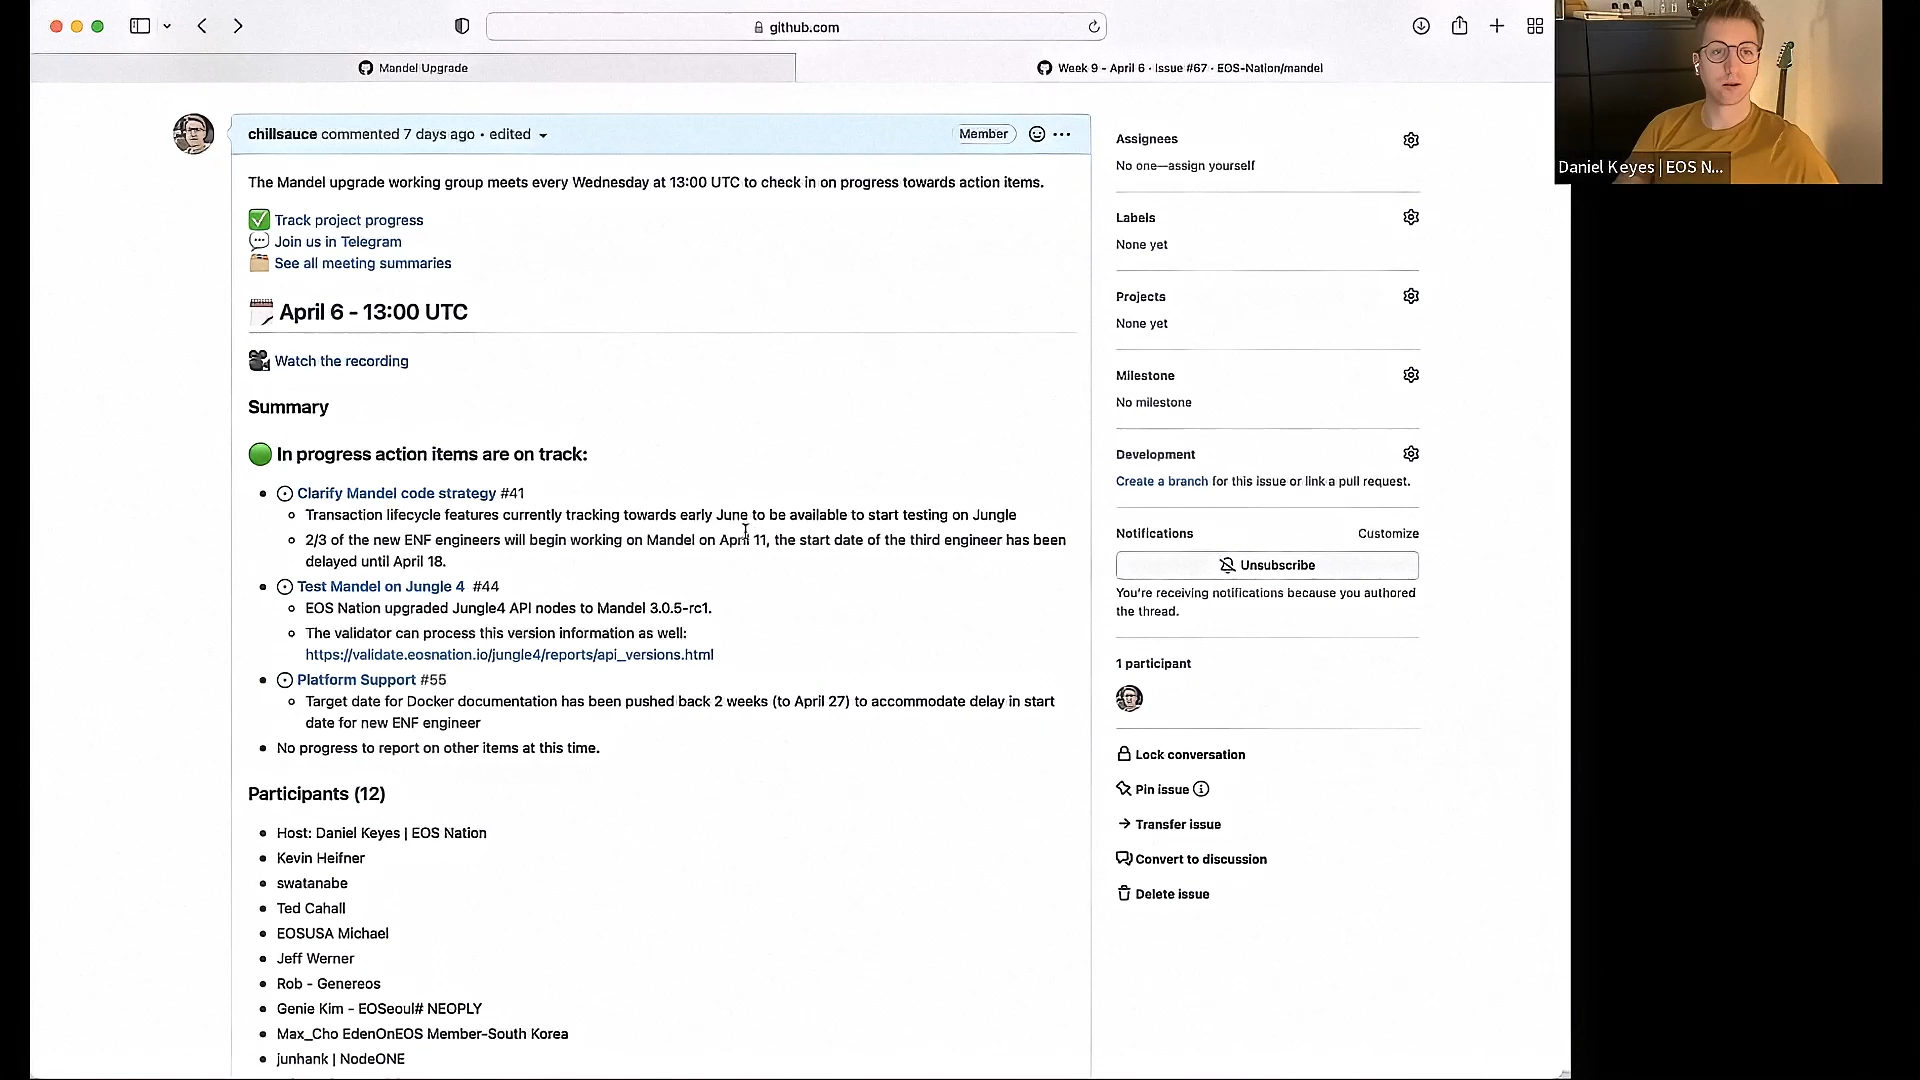 github.com
Mandel Upgrade
Week 9 - April 6 · Issue #67 · EOS-Nation/mandel
Daniel Keyes | EOS N...
chillsauce commented 7 days ago • edited
Member
The Mandel upgrade working group meets every Wednesday at 13:00 UTC to check in on progress towards action items.
Track project progress
Join us in Telegram
See all meeting summaries
April 6 - 13:00 UTC
Watch the recording
Summary
In progress action items are on track:
Clarify Mandel code strategy #41
Transaction lifecycle features currently tracking towards early June to be available to start testing on Jungle
2/3 of the new ENF engineers will begin working on Mandel on April 11, the start date of the third engineer has been
delayed until April 18.
Test Mandel on Jungle 4 #44
EOS Nation upgraded Jungle4 API nodes to Mandel 3.0.5-rc1.
The validator can process this version information as well:
https://validate.eosnation.io/jungle4/reports/api_versions.html
Platform Support #55
Target date for Docker documentation has been pushed back 2 weeks (to April 27) to accommodate delay in start
date for new ENF engineer
No progress to report on other items at this time.
Participants (12)
Host: Daniel Keyes | EOS Nation
Kevin Heifner
swatanabe
Ted Cahall
EOSUSA Michael
Jeff Werner
Rob - Genereos
Genie Kim - EOSeoul# NEOPLY
Max_Cho EdenOnEOS Member-South Korea
junhank | NodeONE
Assignees
No one—assign yourself
Labels
None yet
Projects
None yet
Milestone
No milestone
Development
Create a branch for this issue or link a pull request.
Notifications
Customize
Unsubscribe
You're receiving notifications because you authored
the thread.
1 participant
Lock conversation
Pin issue
Transfer issue
Convert to discussion
Delete issue